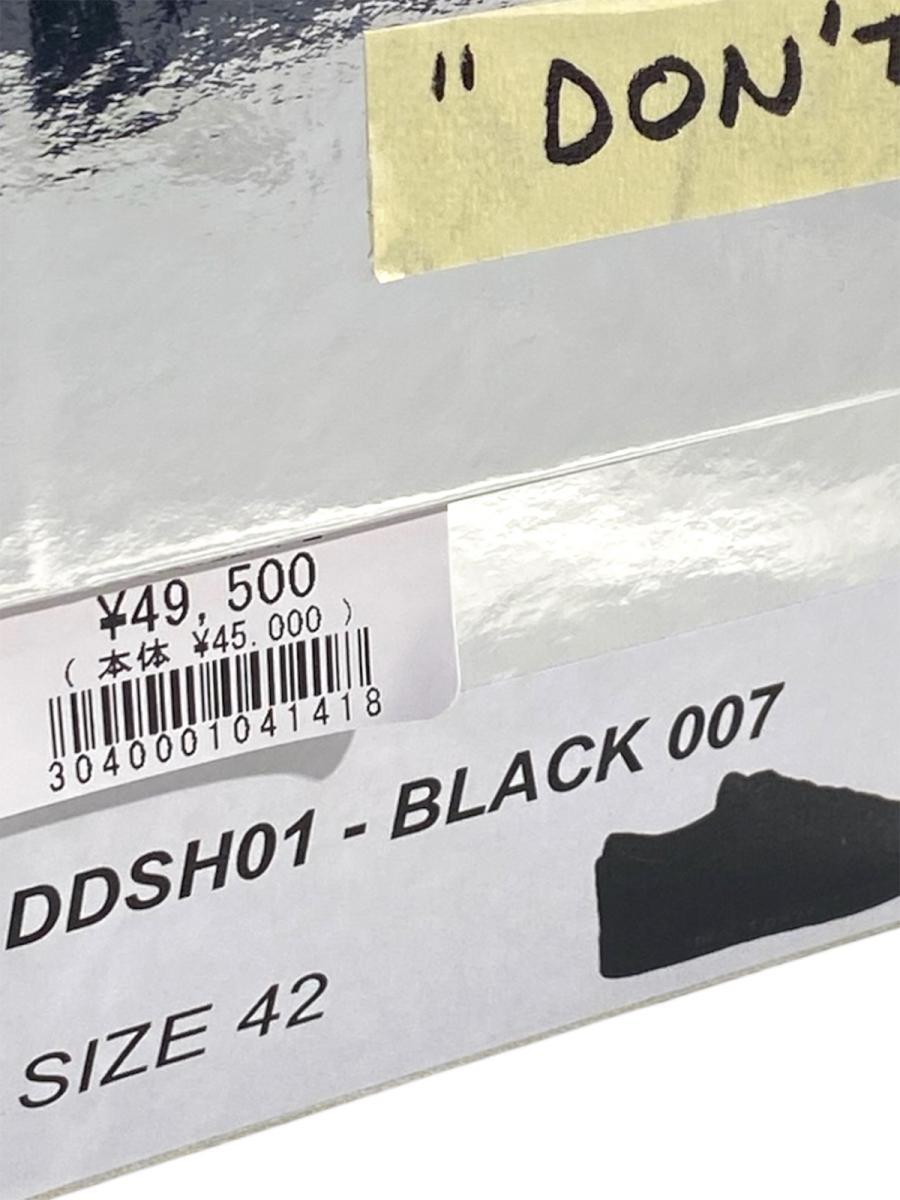 " DON'T
¥49,500
( 本体 ¥45.000 )
3040001041418
DDSH01 - BLACK 007
SIZE 42